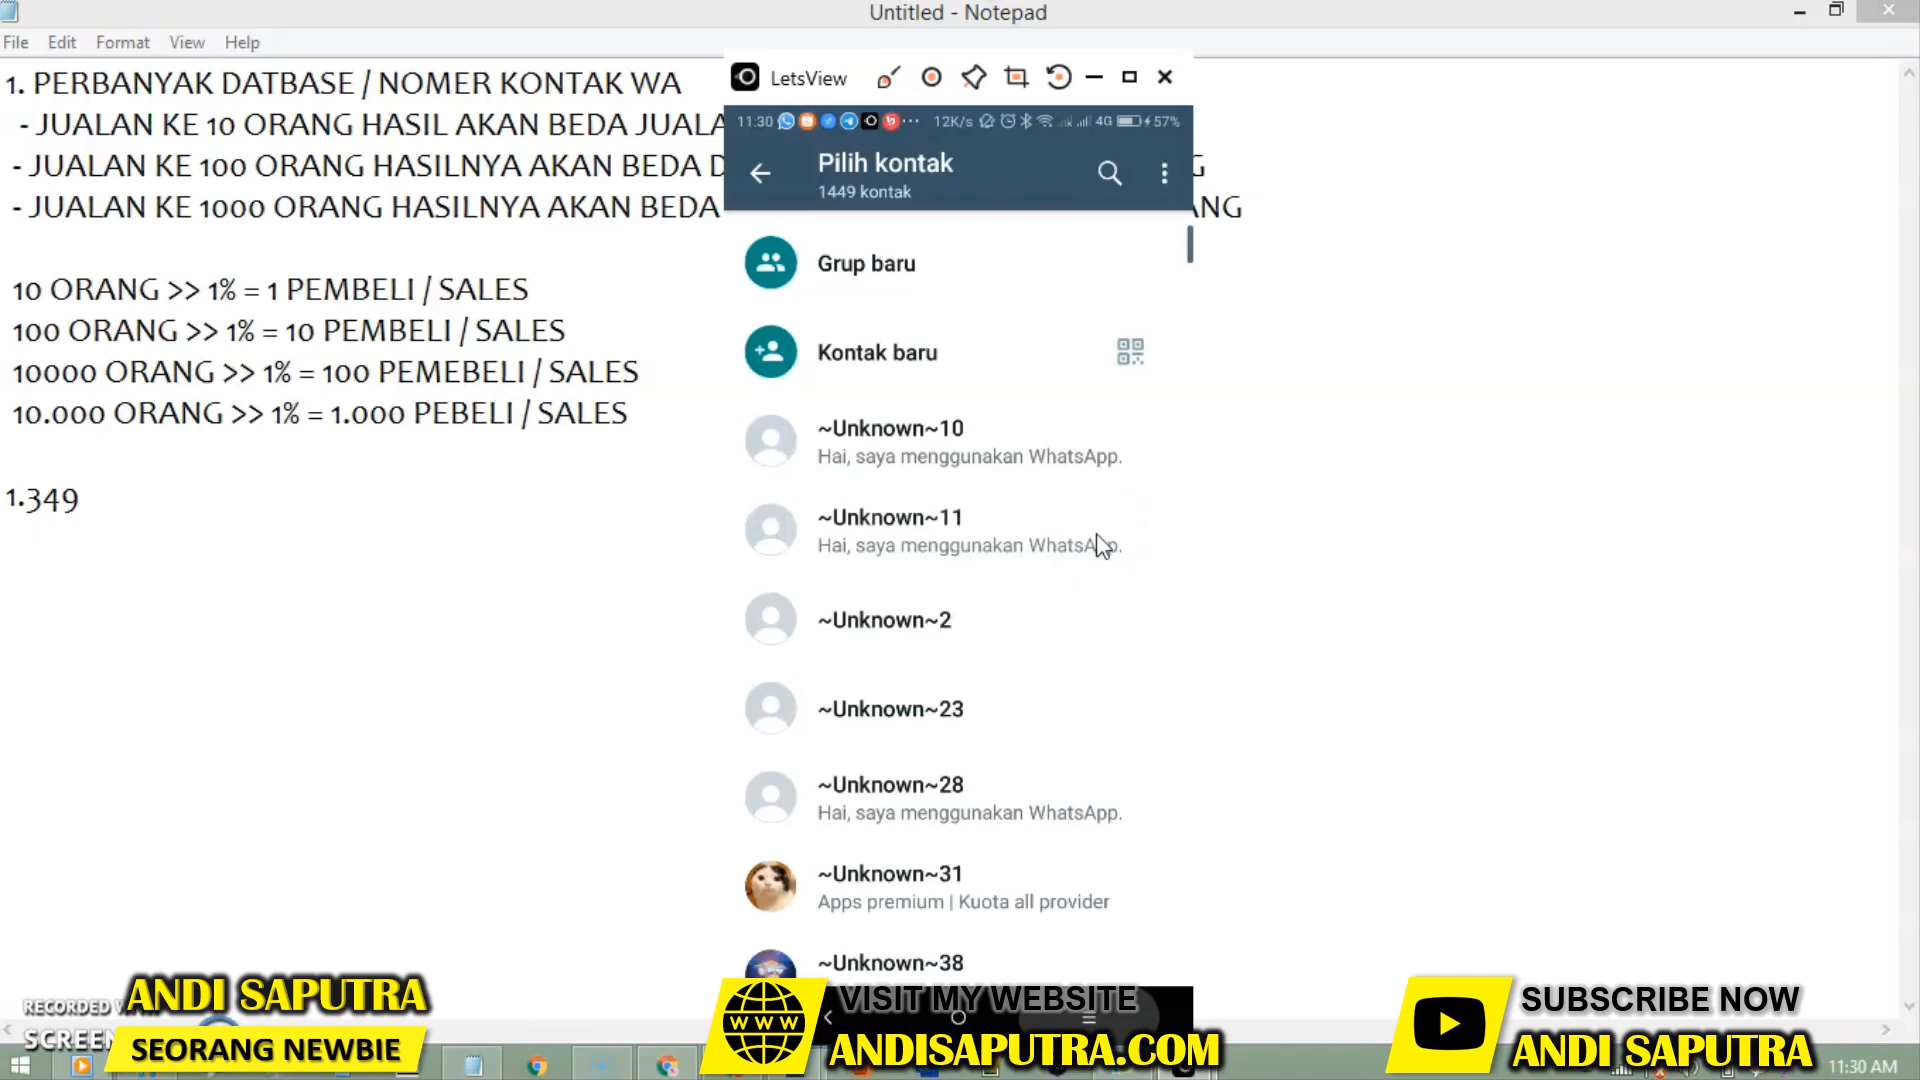 Untitled - Notepad
File Edit Format View Help
1. PERBANYAK DATBASE / NOMER KONTAK WA
- JUALAN KE 10 ORANG HASIL AKAN BEDA JUALA
- JUALAN KE 100 ORANG HASILNYA AKAN BEDA D
G
- JUALAN KE 1000 ORANG HASILNYA AKAN BEDA
ANG
10 ORANG >> 1% = 1 PEMBELI / SALES
100 ORANG >> 1% = 10 PEMBELI / SALES
10000 ORANG >> 1% = 100 PEMEBELI / SALES
10.000 ORANG >> 1% = 1.000 PEBELI / SALES
1.349
LetsView
11:30 12K/s 4G 57%
Pilih kontak
1449 kontak
Grup baru
Kontak baru
~Unknown~10
Hai, saya menggunakan WhatsApp.
~Unknown~11
Hai, saya menggunakan WhatsApp.
~Unknown~2
~Unknown~23
~Unknown~28
Hai, saya menggunakan WhatsApp.
~Unknown~31
Apps premium | Kuota all provider
~Unknown~38
RECORDED
SCREEN
ANDI SAPUTRA
SEORANG NEWBIE
WWW
VISIT MY WEBSITE
ANDISAPUTRA.COM
SUBSCRIBE NOW
ANDI SAPUTRA
11:30 AM